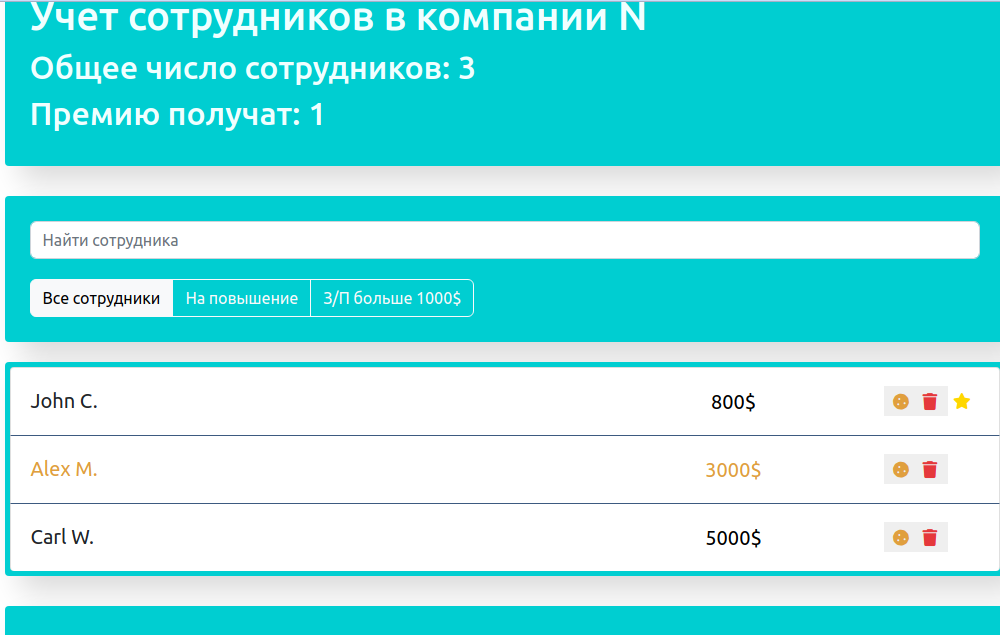 Учет сотрудников в компании N
Общее число сотрудников: 3
Премию получат: 1
Найти сотрудника
Все сотрудники На повышение З/П больше 1000$
John C. 800$
Alex M. 3000$
Carl W. 5000$